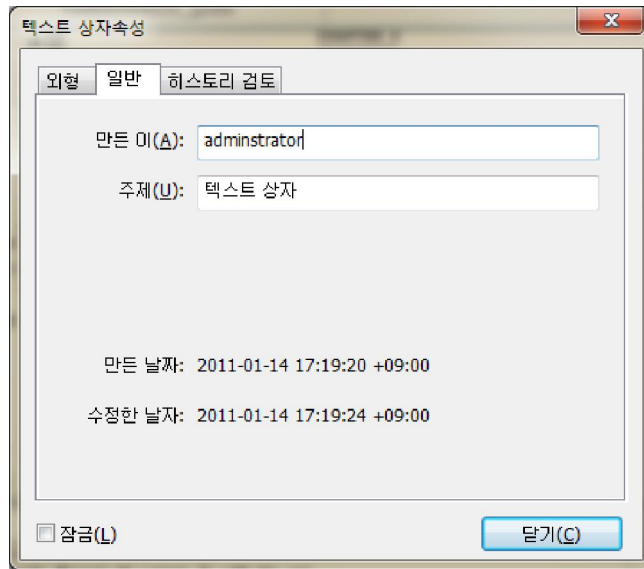 텍스트 상자속성
외형 일반 히스토리 검토
만든 이(A): adminstrator
주제(U): 텍스트 상자
만든 날짜: 2011-01-14 17:19:20 +09:00
수정한 날자: 2011-01-14 17:19:24 +09:00
잠금(L) 닫기(C)